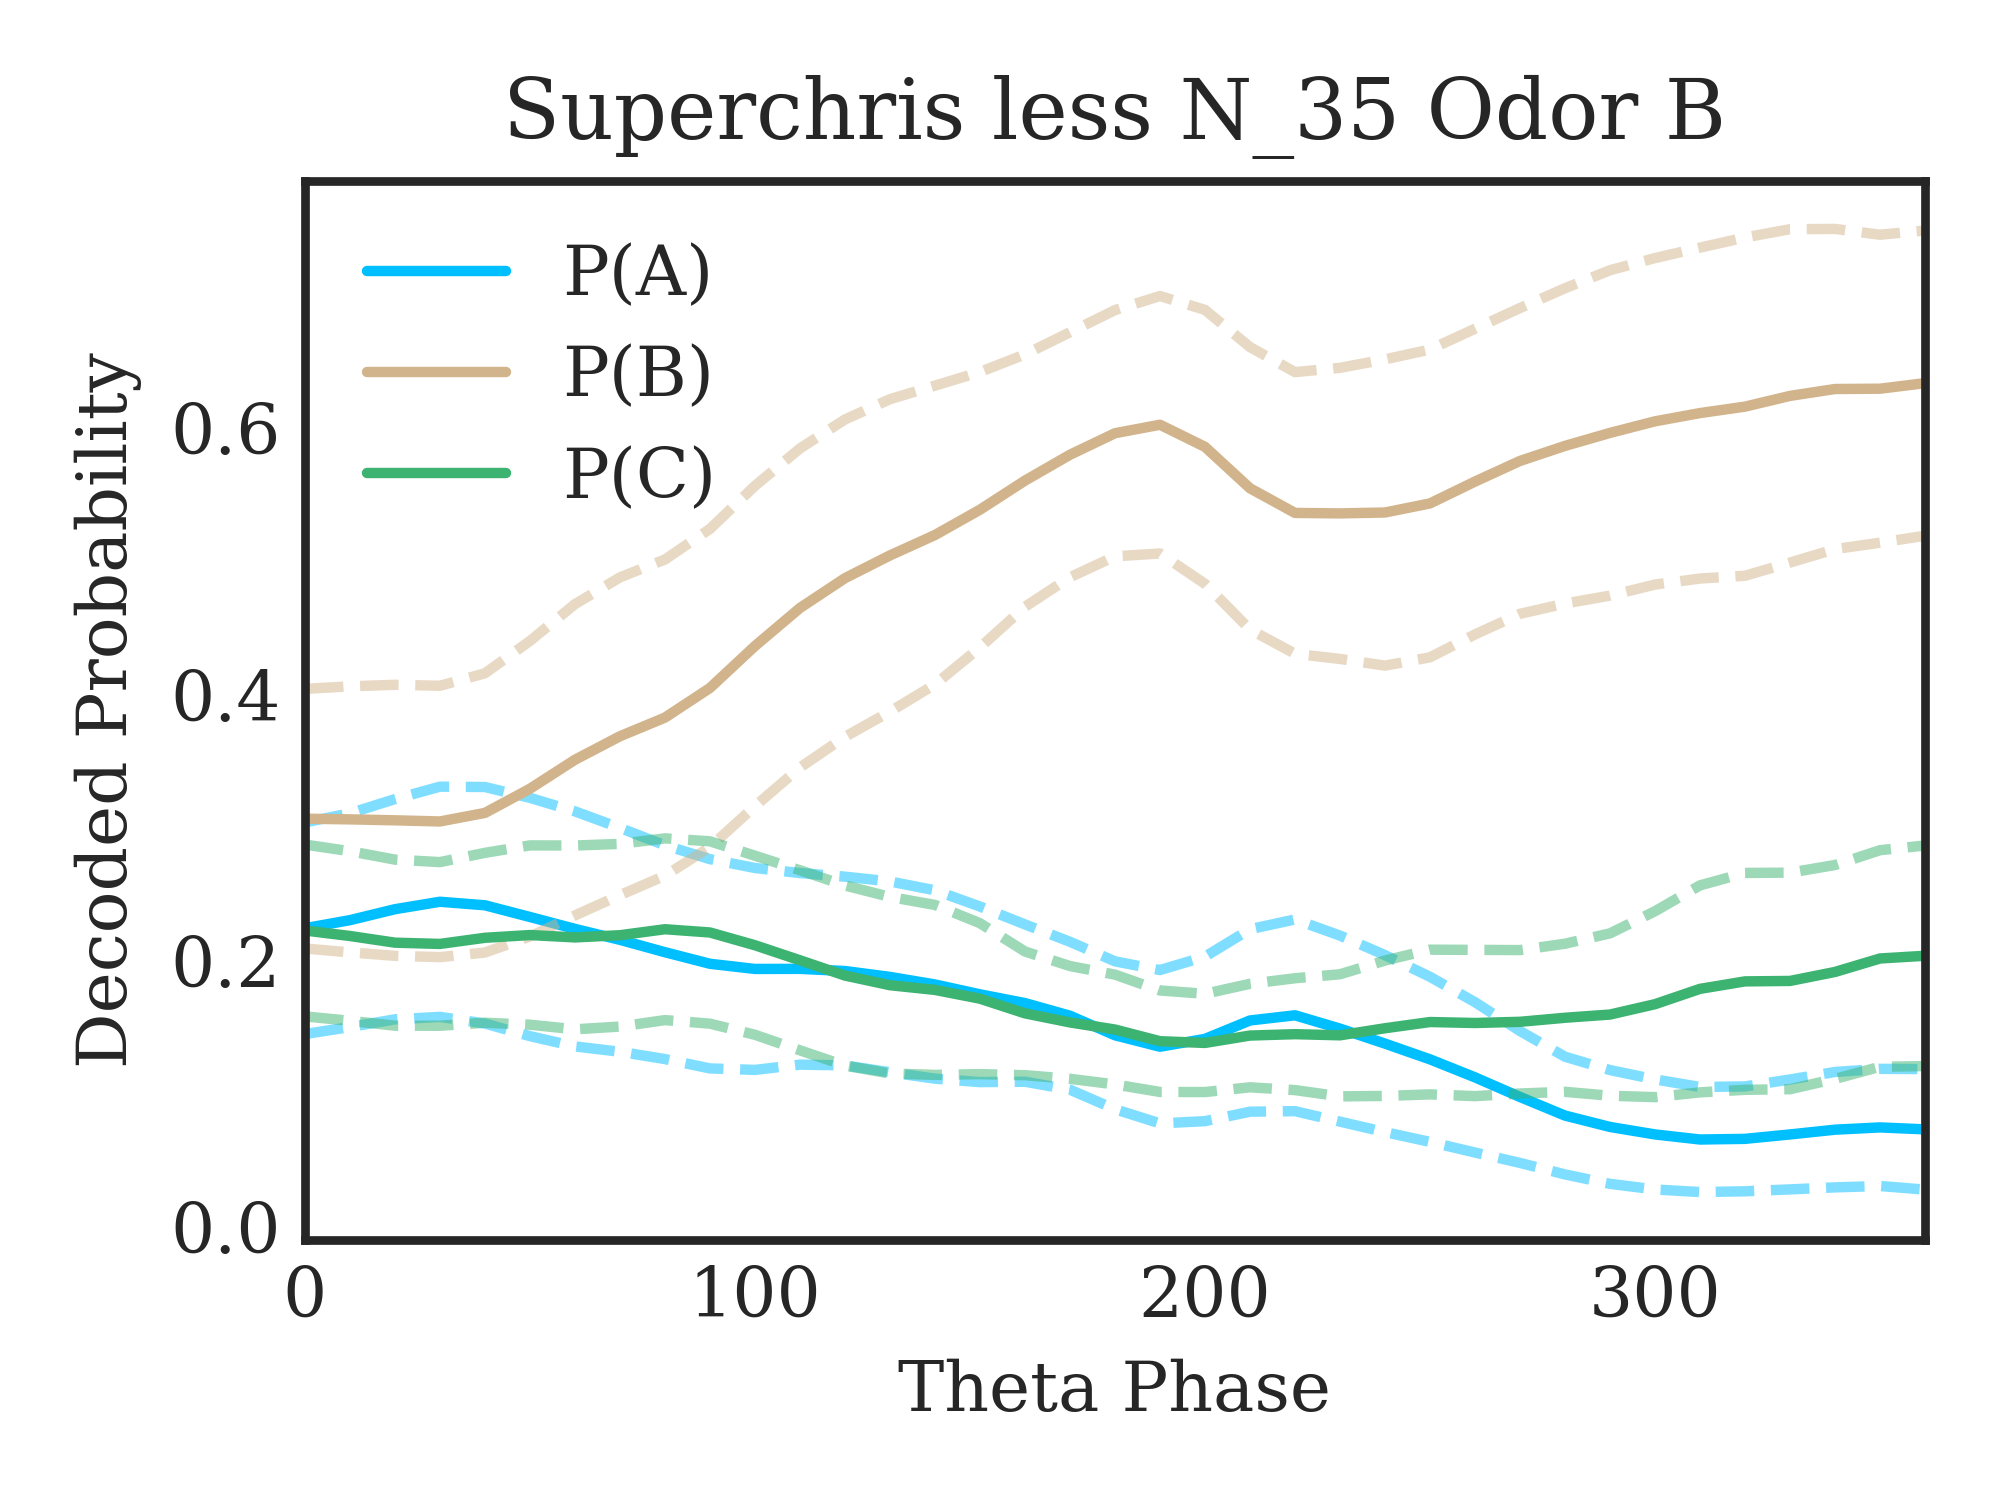 Superchris less N_35 Odor B
P(A)
P(B)
P(C)
Decoded Probability
0.6
0.4
0.2
0.0
0 100 200 300
Theta Phase